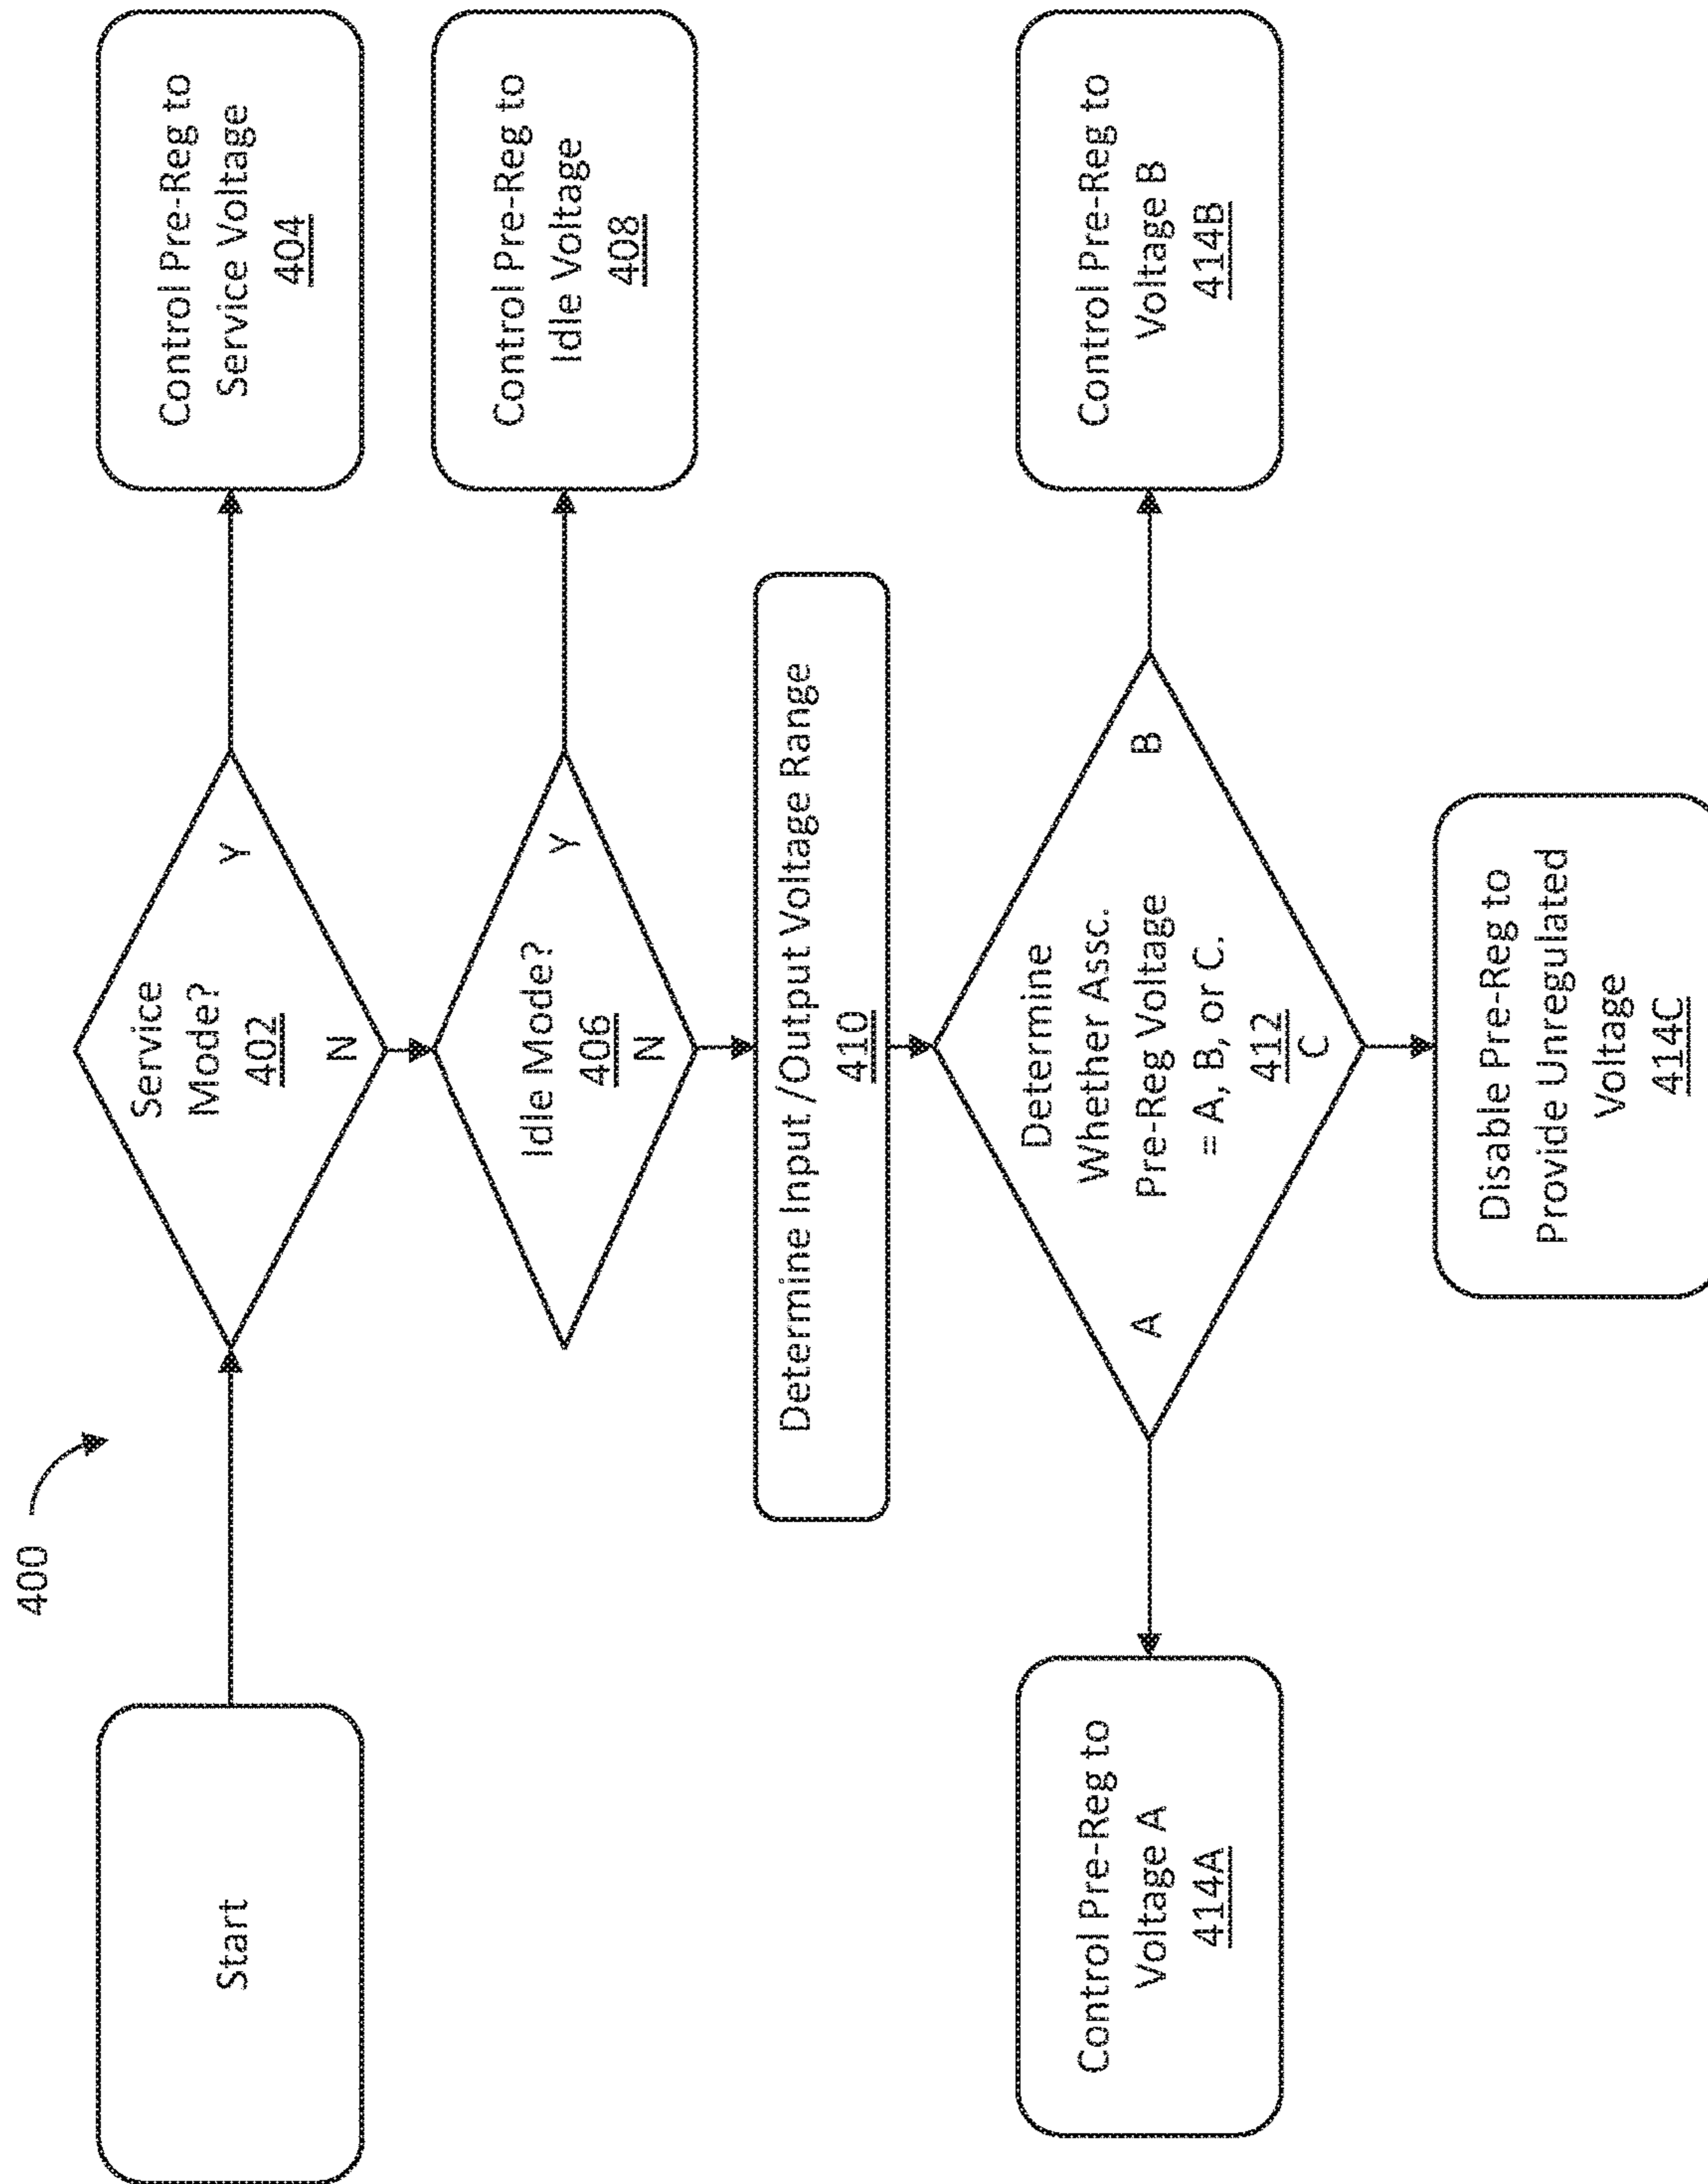 400
Start
Service
Mode?
402
Y
N
Control Pre-Reg to
Service Voltage
404
Idle Mode?
406
Y
N
Control Pre-Reg to
Idle Voltage
408
Determine Input /Output Voltage Range
410
Determine
Whether Assc.
Pre-Reg Voltage
= A, B, or C.
412
A
B
C
Control Pre-Reg to
Voltage A
414A
Control Pre-Reg to
Voltage B
414B
Disable Pre-Reg to
Provide Unregulated
Voltage
414C